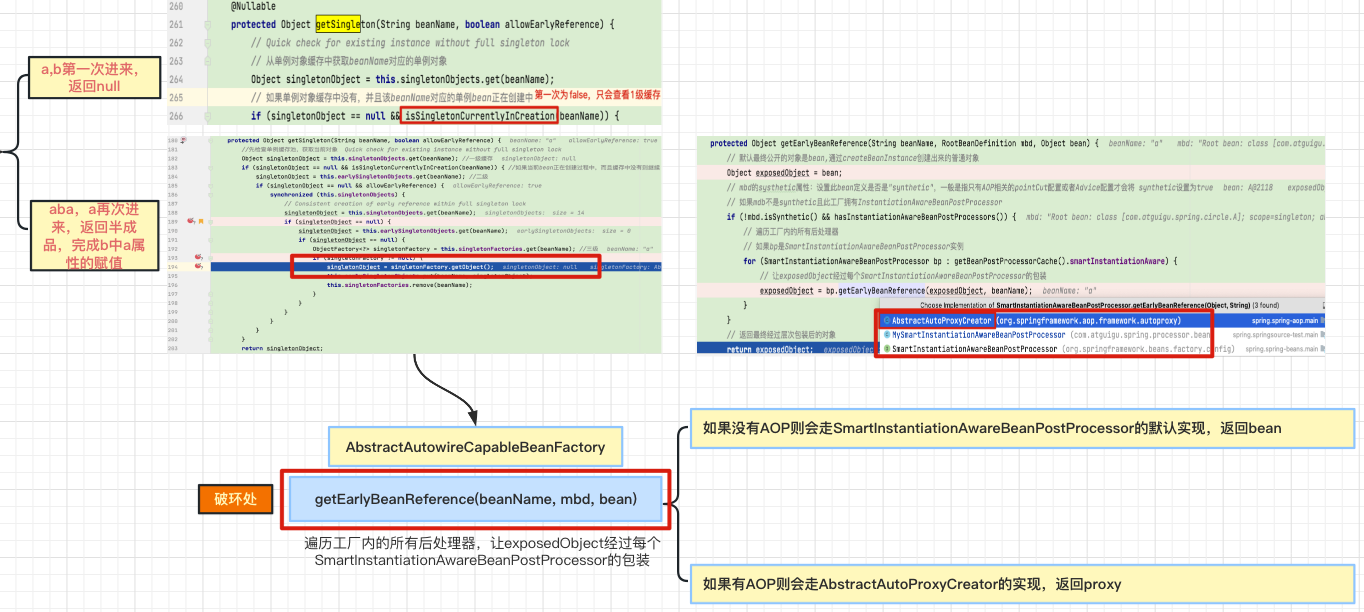 260 @Nullable
261 protected Object getSingleton(String beanName, boolean allowEarlyReference) {
262 // Quick check for existing instance without full singleton lock
263 // 从单例对象缓存中获取beanName对应的单例对象
264 Object singletonObject = this.singletonObjects.get(beanName);
265 // 如果单例对象缓存中没有，并且该beanName对应的单例bean正在创建中 第一次为false，只会查看1级缓存
266 if (singletonObject == null && isSingletonCurrentlyInCreation(beanName)) {
a,b第一次进来，
返回null
aba，a再次进
来，返回半成
品，完成b中a属
性的赋值
protected Object getSingleton(String beanName, boolean allowEarlyReference) { beanName: "a" allowEarlyReference: true
//先检查单例缓存池，获取当前对象 Quick check for existing instance without full singleton lock
Object singletonObject = this.singletonObjects.get(beanName); //一级缓存 singletonObject: null
if (singletonObject == null && isSingletonCurrentlyInCreation(beanName)) { //如果当前bean正在创建过程中，而且缓存中没有则继续
singletonObject = this.earlySingletonObjects.get(beanName); //二级
if (singletonObject == null && allowEarlyReference) { allowEarlyReference: true
synchronized (this.singletonObjects) {
// Consistent creation of early reference within full singleton lock
singletonObject = this.singletonObjects.get(beanName); singletonObjects: size = 14
if (singletonObject == null) {
singletonObject = this.earlySingletonObjects.get(beanName); earlySingletonObjects: size = 0
if (singletonObject == null) {
ObjectFactory<?> singletonFactory = this.singletonFactories.get(beanName); //三级 beanName: "a"
if (singletonFactory != null) {
194 singletonObject = singletonFactory.getObject(); singletonObject: null singletonFactory: Ab
this.singletonFactories.remove(beanName);
}
}
}
}
}
}
return singletonObject;
protected Object getEarlyBeanReference(String beanName, RootBeanDefinition mbd, Object bean) { beanName: "a" mbd: "Root bean: class [com.atguigu.
// 默认最终公开的对象是bean,通过createBeanInstance创建出来的普通对象
Object exposedObject = bean;
// mbd的systhetic属性：设置此bean定义是否是"synthetic"，一般是指只有AOP相关的pointCut配置或者Advice配置才会将 synthetic设置为true bean: A@2118 exposedOb
// 如果mdb不是synthetic且此工厂拥有InstantiationAwareBeanPostProcessor
if (!mbd.isSynthetic() && hasInstantiationAwareBeanPostProcessors()) { mbd: "Root bean: class [com.atguigu.spring.circle.A]; scope=singleton; a
// 遍历工厂内的所有后处理器
// 如果bp是SmartInstantiationAwareBeanPostProcessor实例
for (SmartInstantiationAwareBeanPostProcessor bp : getBeanPostProcessorCache().smartInstantiationAware) {
// 让exposedObject经过每个SmartInstantiationAwareBeanPostProcessor的包装
exposedObject = bp.getEarlyBeanReference(exposedObject, beanName); beanName: "a"
}
Choose Implementation of SmartInstantiationAwareBeanPostProcessor.getEarlyBeanReference(Object, String) (3 found)
}
AbstractAutoProxyCreator (org.springframework.aop.framework.autoproxy) spring.spring-aop.main
// 返回最终经过层次包装后的对象
MySmartInstantiationAwareBeanPostProcessor (com.atguigu.spring.processor.bean spring.springsource-test.main
return exposedObject; exposedObjec
SmartInstantiationAwareBeanPostProcessor (org.springframework.beans.factory.config) spring.spring-beans.main
AbstractAutowireCapableBeanFactory
如果没有AOP则会走SmartInstantiationAwareBeanPostProcessor的默认实现，返回bean
破环处
getEarlyBeanReference(beanName, mbd, bean)
遍历工厂内的所有后处理器，让exposedObject经过每个
SmartInstantiationAwareBeanPostProcessor的包装
如果有AOP则会走AbstractAutoProxyCreator的实现，返回proxy